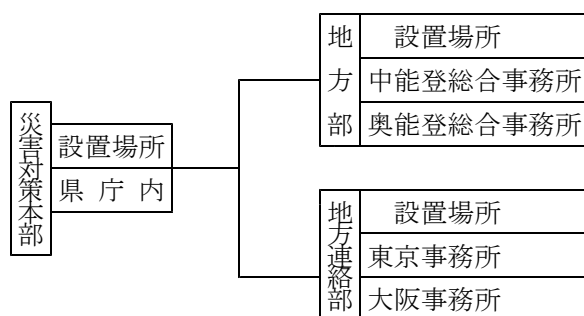 災害対策本部
設置場所
県庁内
地方部
設置場所
中能登総合事務所
奥能登総合事務所
地方連絡部
設置場所
東京事務所
大阪事務所